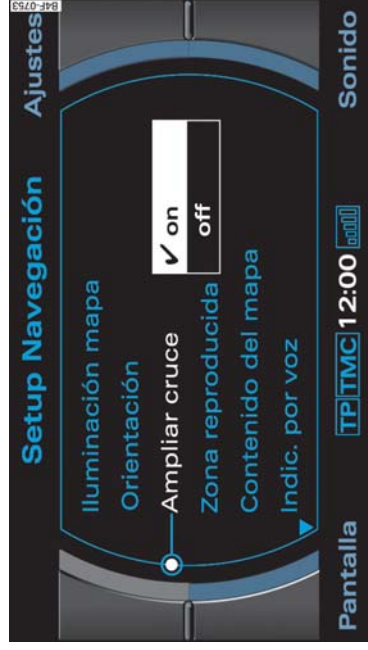 Setup Navegación
Ajustes
B4F-0753
Iluminación mapa
Orientación
Ampliar cruce
✔ on
off
Zona reproducida
Contenido del mapa
Indic. por voz
Pantalla
TP TMC 12:00
Sonido